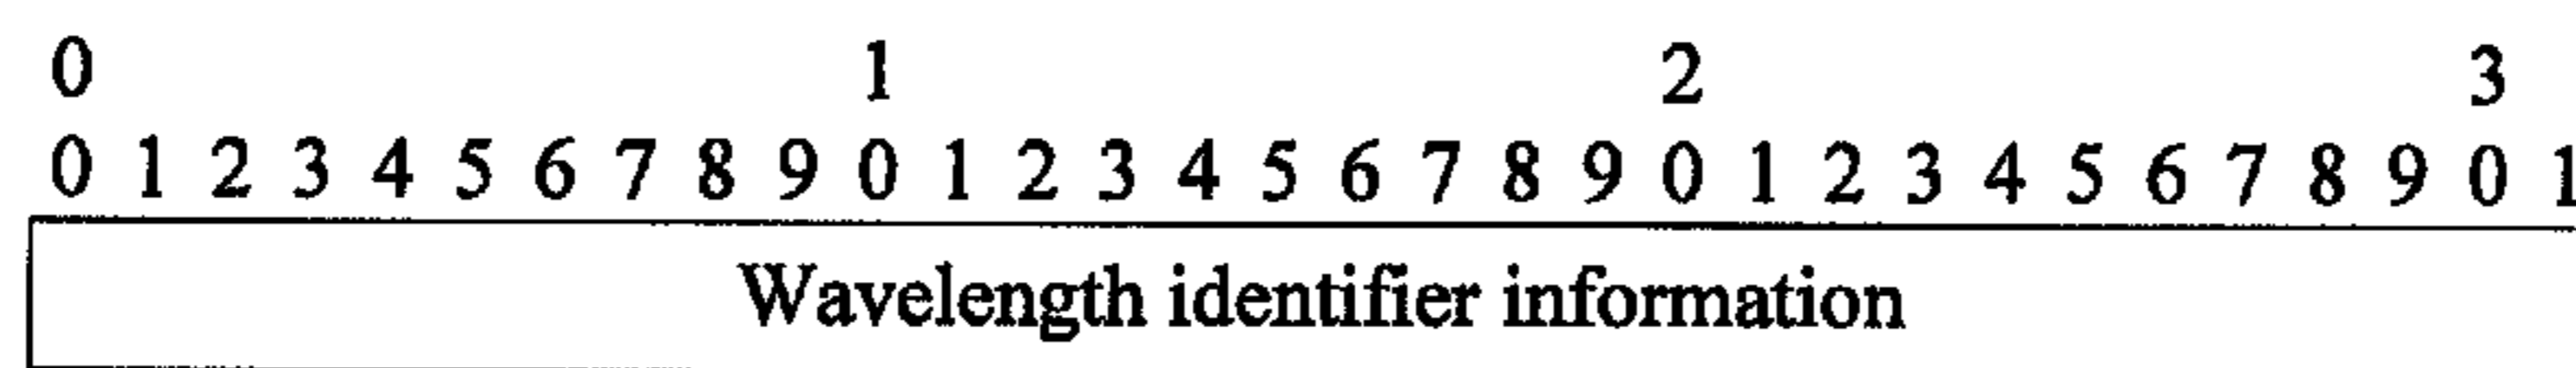 0 1 2 3
0 1 2 3 4 5 6 7 8 9 0 1 2 3 4 5 6 7 8 9 0 1 2 3 4 5 6 7 8 9 0 1
Wavelength identifier information